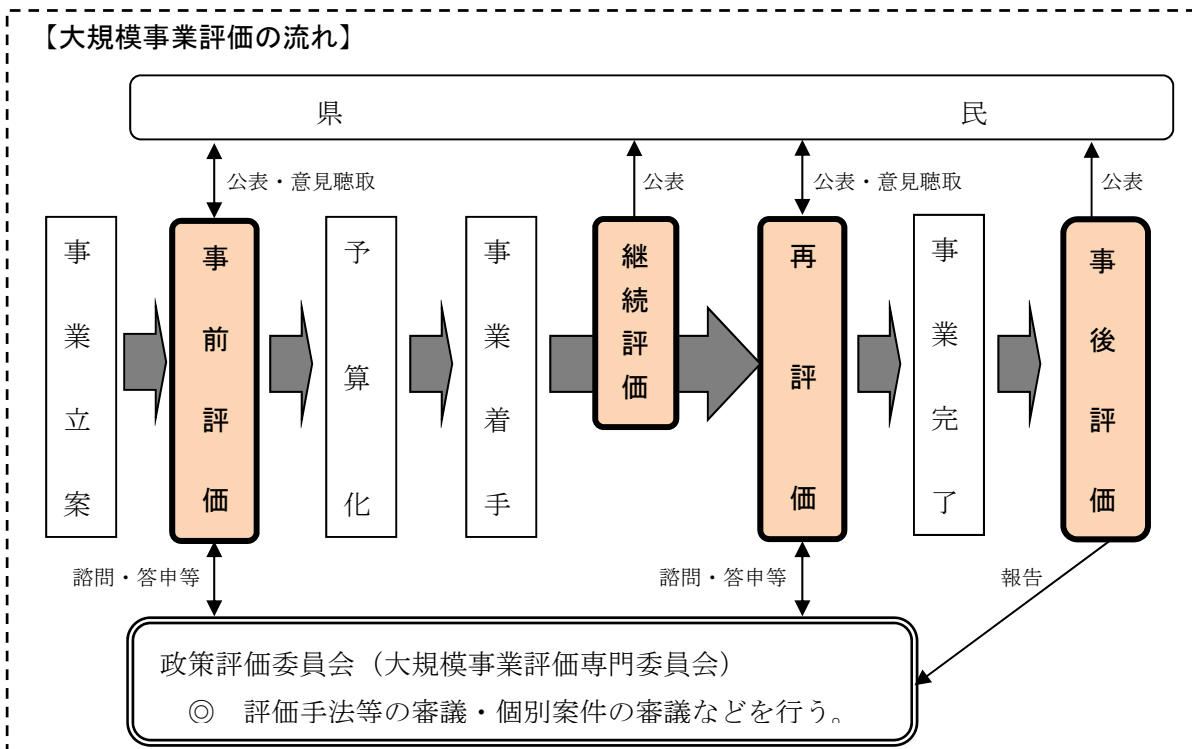 【大規模事業評価の流れ】
県民
公表・意見聴取
公表
公表・意見聴取
公表
事業立案
事前評価
予算化
事業着手
継続評価
再評価
事業完了
事後評価
諮問・答申等
諮問・答申等
報告
政策評価委員会（大規模事業評価専門委員会）
◎ 評価手法等の審議・個別案件の審議などを行う。